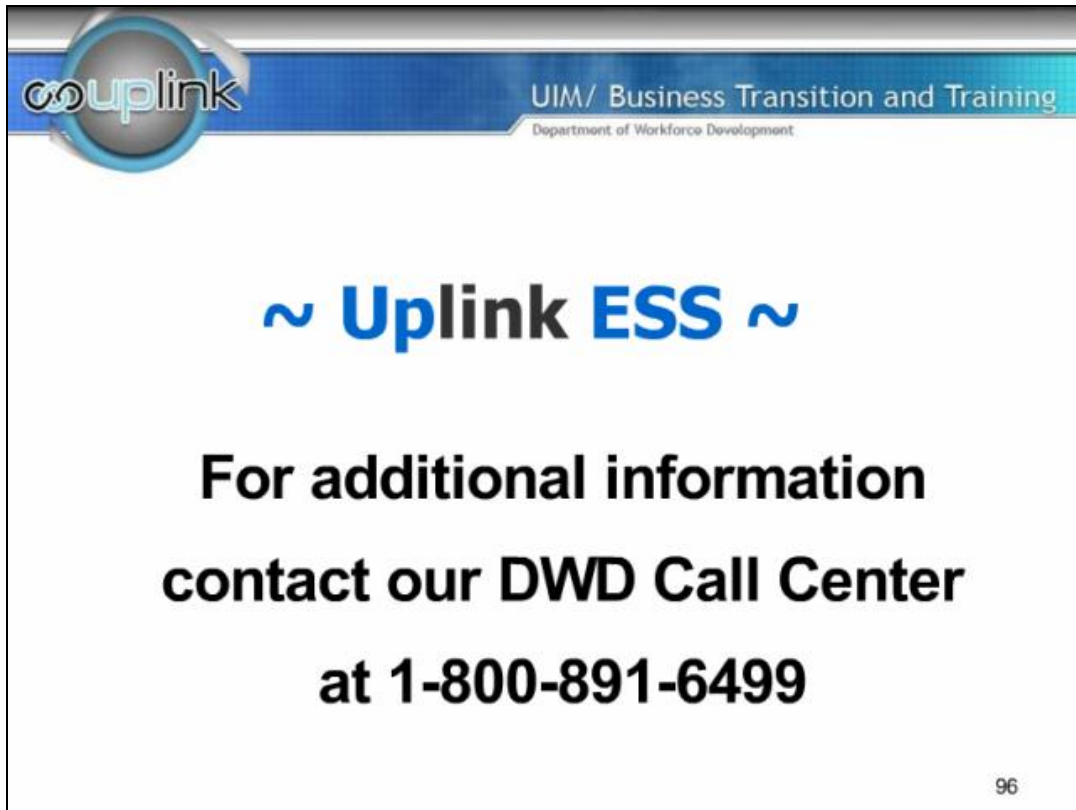 uplink
UIM/ Business Transition and Training
Department of Workforce Development
~ Uplink ESS ~
For additional information
contact our DWD Call Center
at 1-800-891-6499
96